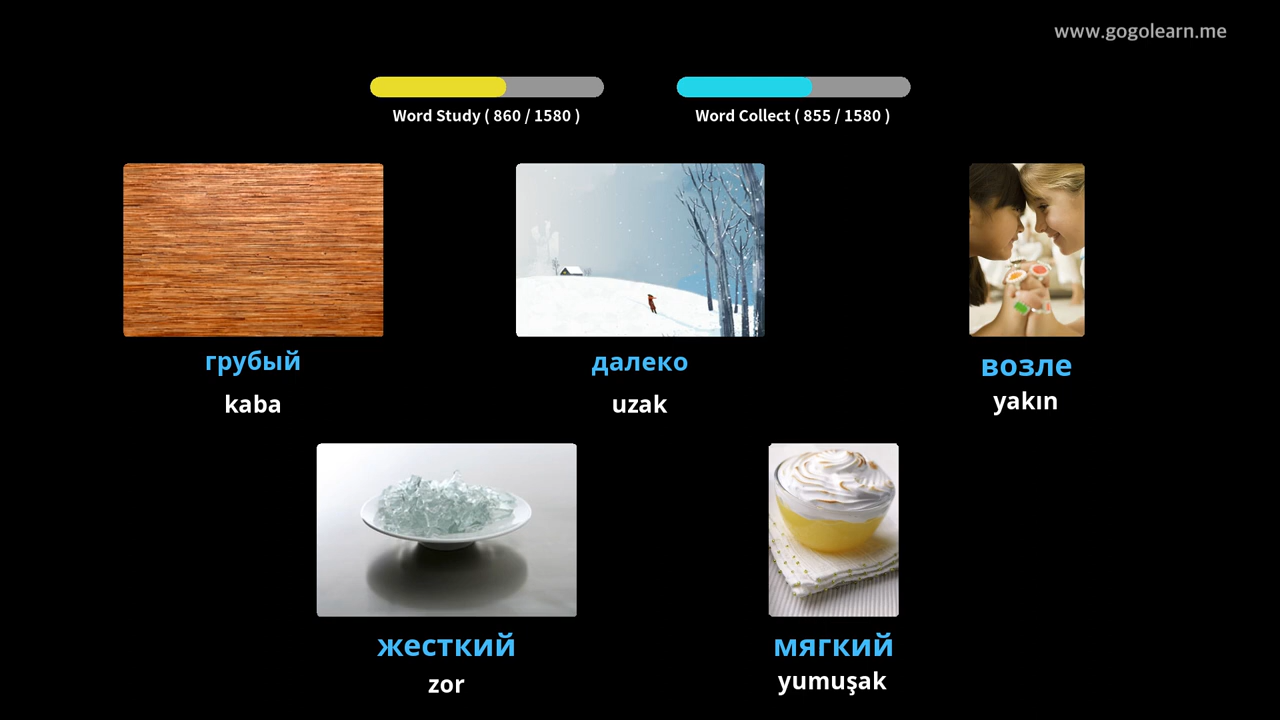 www.gogolearn.me
Word Study ( 860 / 1580 )
Word Collect ( 855 / 1580 )
грубый
kaba
далеко
uzak
возле
yakın
жесткий
zor
мягкий
yumuşak